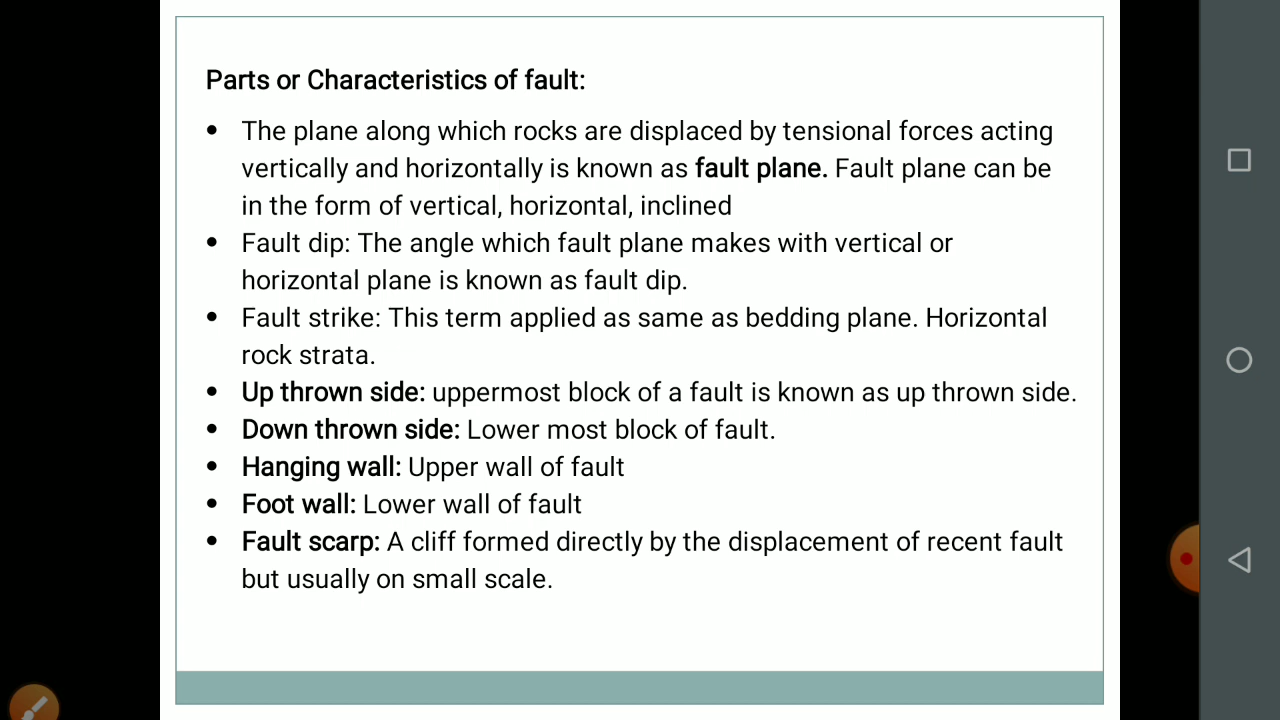 Parts or Characteristics of fault:
• The plane along which rocks are displaced by tensional forces acting
vertically and horizontally is known as fault plane. Fault plane can be
in the form of vertical, horizontal, inclined
• Fault dip: The angle which fault plane makes with vertical or
horizontal plane is known as fault dip.
• Fault strike: This term applied as same as bedding plane. Horizontal
rock strata.
• Up thrown side: uppermost block of a fault is known as up thrown side.
• Down thrown side: Lower most block of fault.
• Hanging wall: Upper wall of fault
• Foot wall: Lower wall of fault
• Fault scarp: A cliff formed directly by the displacement of recent fault
but usually on small scale.